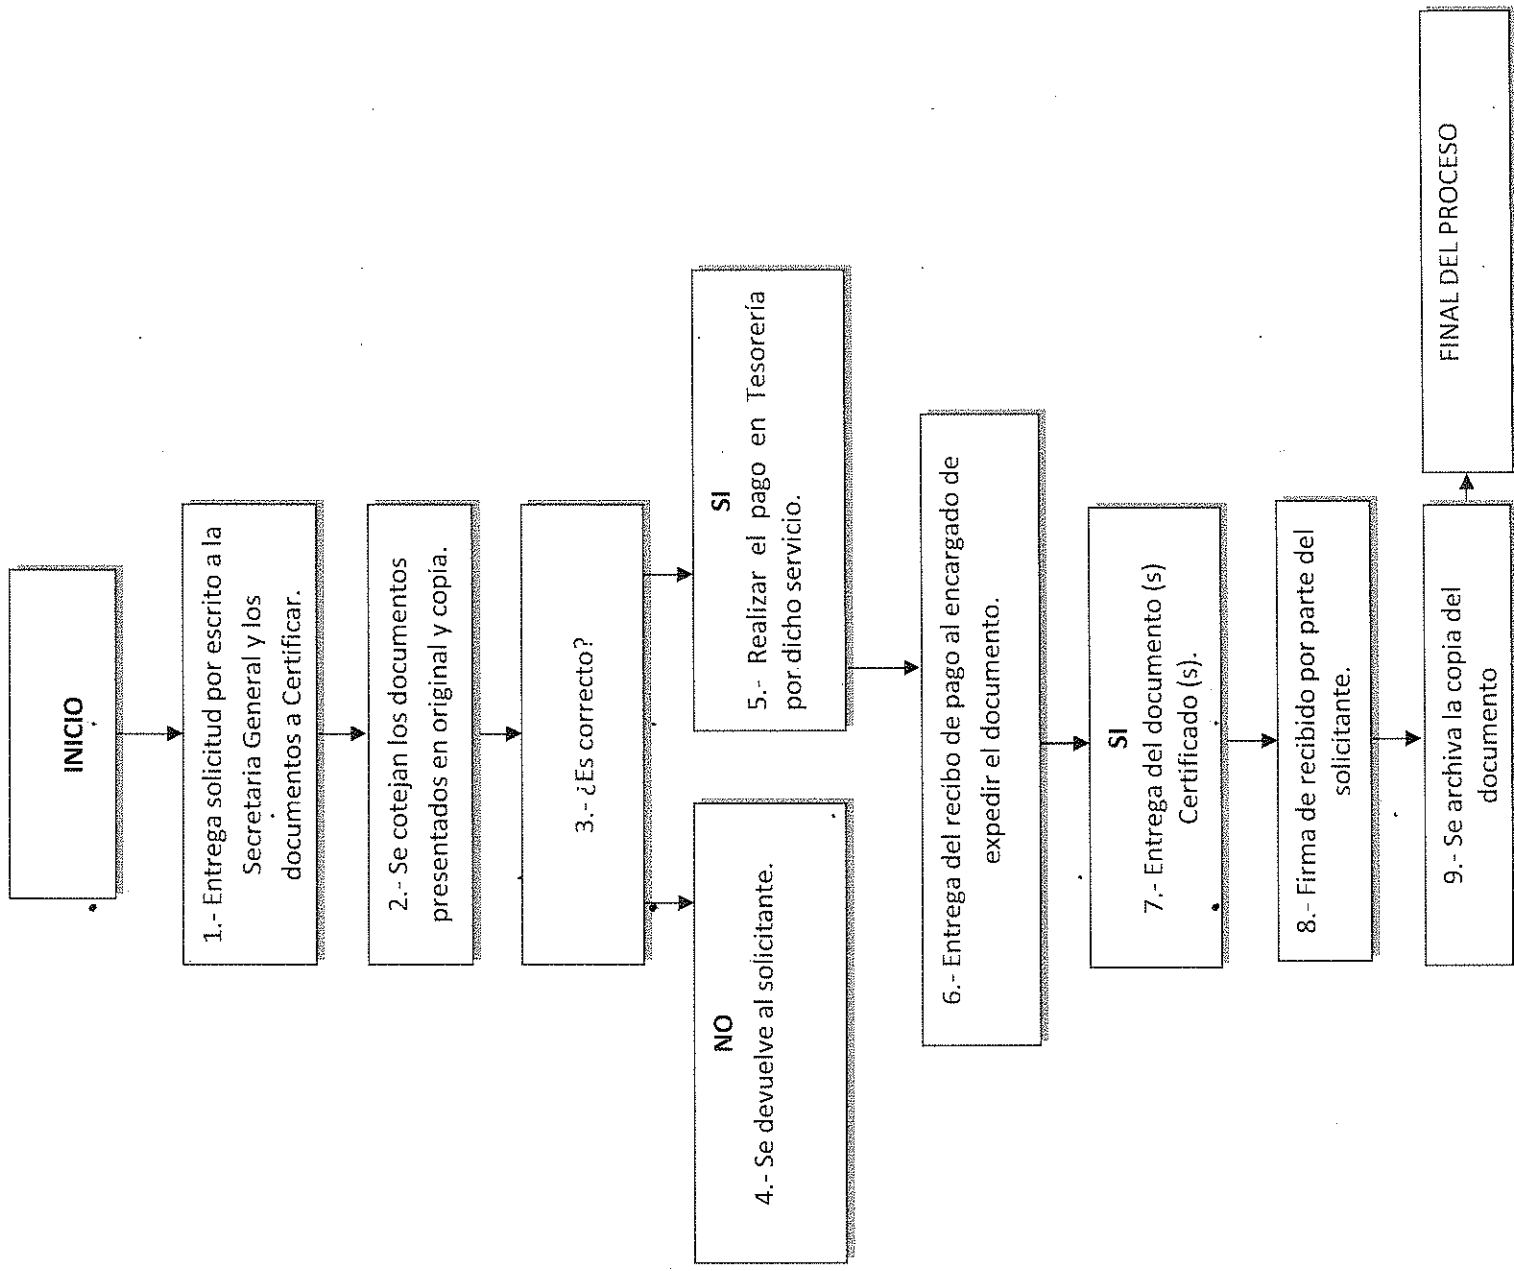 INICIO
1.- Entrega solicitud por escrito a la
Secretaria General y los
documentos a Certificar.
2.- Se cotejan los documentos
presentados en original y copia.
3.- ¿Es correcto?
NO
4.- Se devuelve al solicitante.
SI
5.- Realizar el pago en Tesorería
por dicho servicio.
6.- Entrega del recibo de pago al encargado de
expedir el documento.
SI
7.- Entrega del documento (s)
Certificado (s).
8.- Firma de recibido por parte del
solicitante.
9.- Se archiva la copia del
documento
FINAL DEL PROCESO